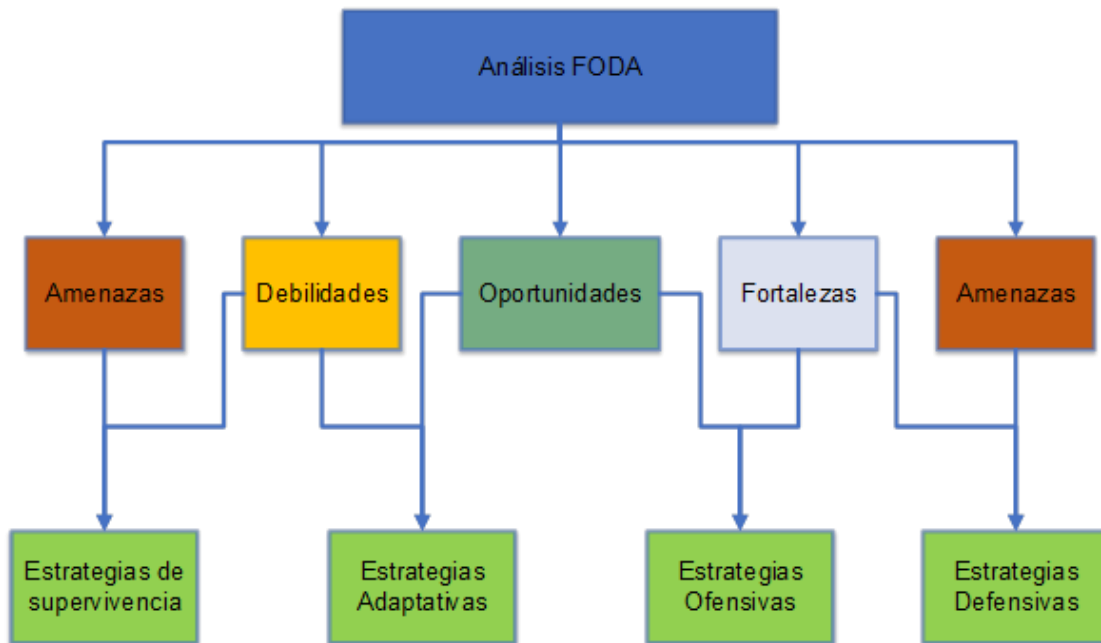 Análisis FODA
Amenazas
Debilidades
Oportunidades
Fortalezas
Amenazas
Estrategias de
supervivencia
Estrategias
Adaptativas
Estrategias
Ofensivas
Estrategias
Defensivas